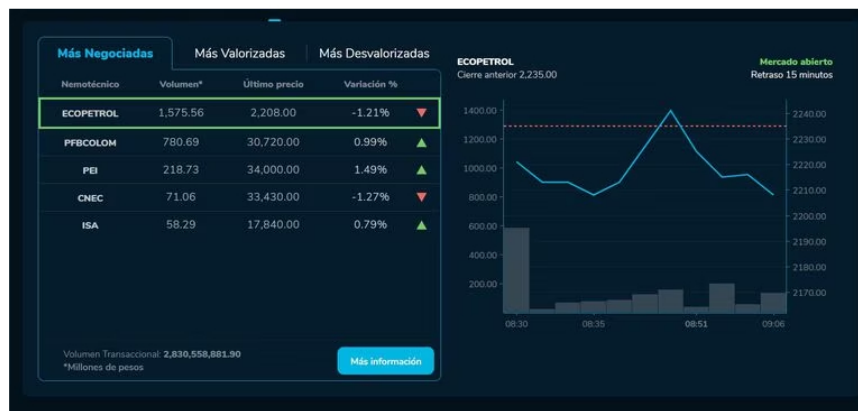 Más Negociadas Más Valorizadas Más Desvalorizadas
Nemotécnico Volumen* Último precio Variación %
ECOPETROL 1,575.56 2,208.00 -1.21% ▼
PFBCOLOM 780.69 30,720.00 0.99% ▲
PEI 218.73 34,000.00 1.49% ▲
CNEC 71.06 33,430.00 -1.27% ▼
ISA 58.29 17,840.00 0.79% ▲
Volumen Transaccional: 2,830,558,881.90
*Millones de pesos
Más información
ECOPETROL Mercado abierto
Cierre anterior 2,235.00 Retraso 15 minutos
1400.00
1200.00
1000.00
800.00
600.00
400.00
200.00
2240.00
2230.00
2220.00
2210.00
2200.00
2190.00
2180.00
2170.00
08:30 08:35 08:51 09:06